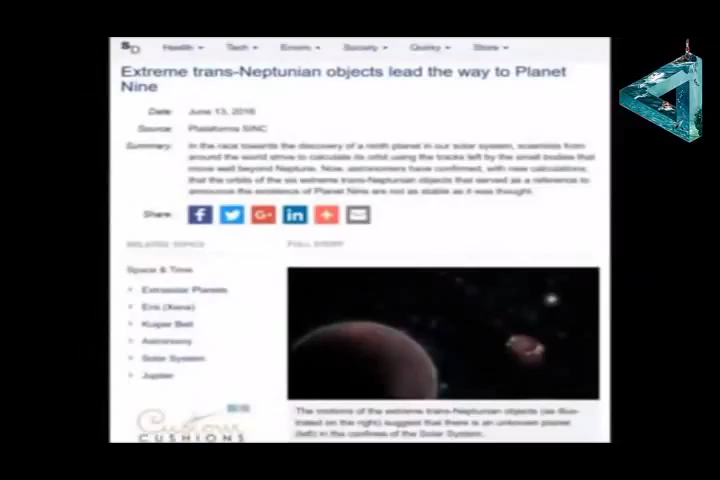 SD Health Tech Enviro Society Quirky Store
Extreme trans-Neptunian objects lead the way to Planet
Nine
Date: June 13, 2016
Source: Plataforma SINC
Summary: In the race towards the discovery of a ninth planet in our solar system, scientists from
around the world strive to calculate its orbit using the tracks left by the small bodies that
move well beyond Neptune. Now, astronomers have confirmed, with new calculations,
that the orbits of the six extreme trans-Neptunian objects that served as a reference to
announce the existence of Planet Nine are not as stable as it was thought.
Share: f G+ in +
RELATED TOPICS
Space & Time
Extrasolar Planets
Eris (Xena)
Kuiper Belt
Astronomy
Solar System
Jupiter
Custom
CUSHIONS
FULL STORY
The motions of the extreme trans-Neptunian objects (as illus-
trated on the right) suggest that there is an unknown planet
(left) in the confines of the Solar System.